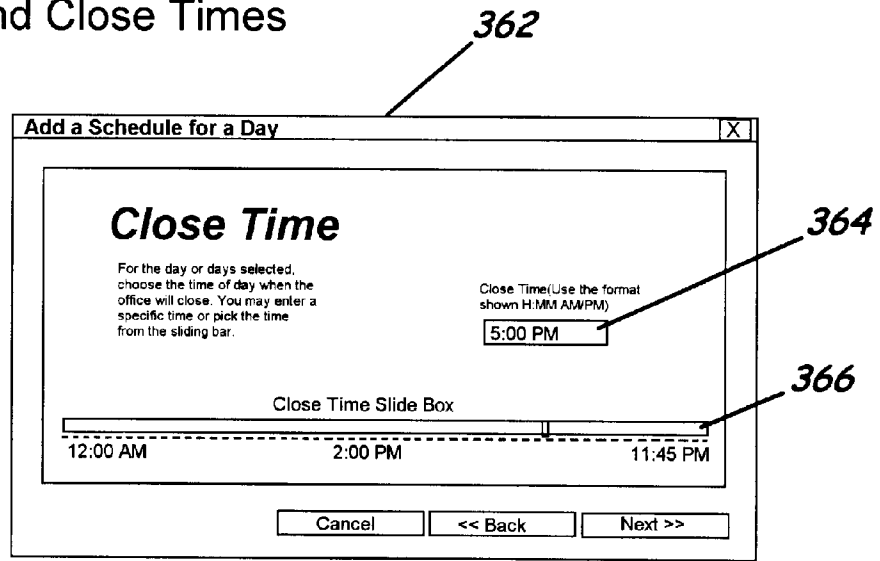 nd Close Times
362
Add a Schedule for a Day X
Close Time
For the day or days selected,
choose the time of day when the
office will close. You may enter a
specific time or pick the time
from the sliding bar.
Close Time(Use the format
shown H:MM AM/PM)
5:00 PM
364
366
Close Time Slide Box
12:00 AM 2:00 PM 11:45 PM
Cancel << Back Next >>